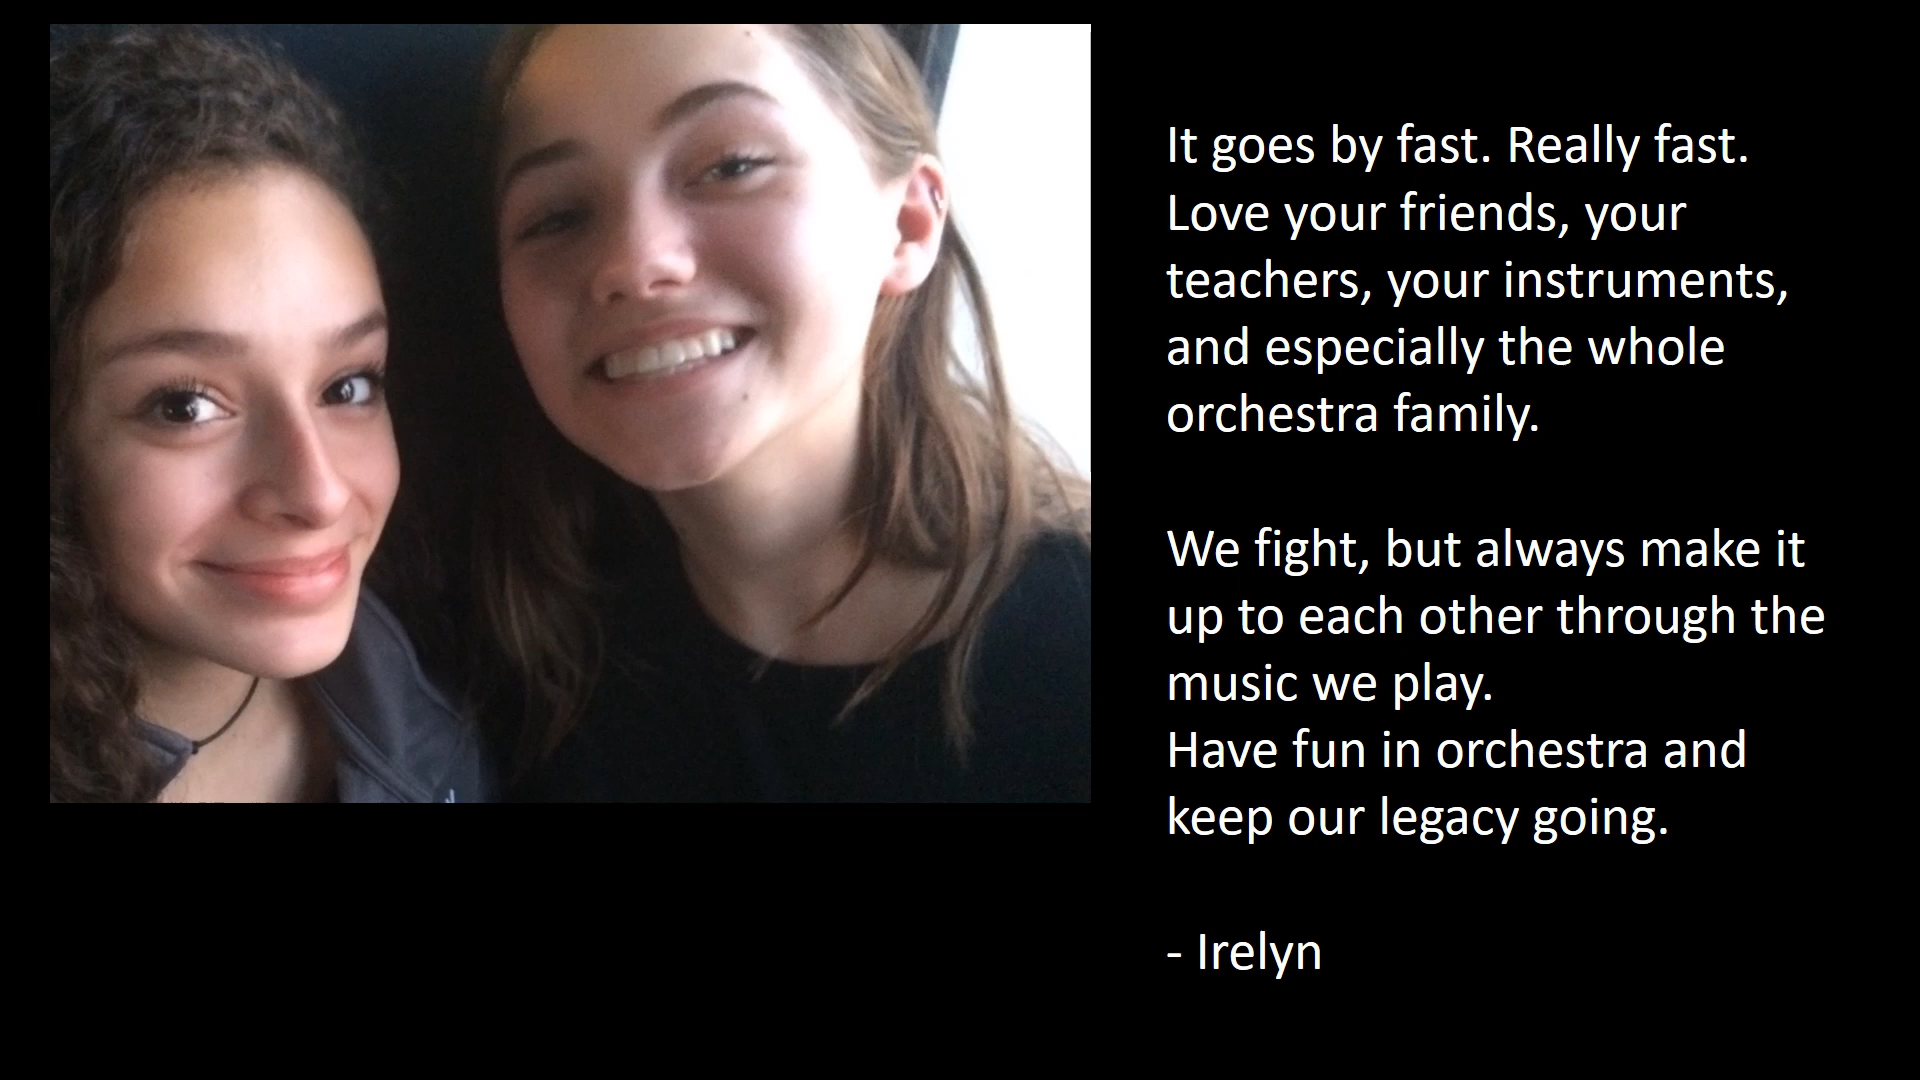 It goes by fast. Really fast.
Love your friends, your
teachers, your instruments,
and especially the whole
orchestra family.
We fight, but always make it
up to each other through the
music we play.
Have fun in orchestra and
keep our legacy going.
- Irelyn